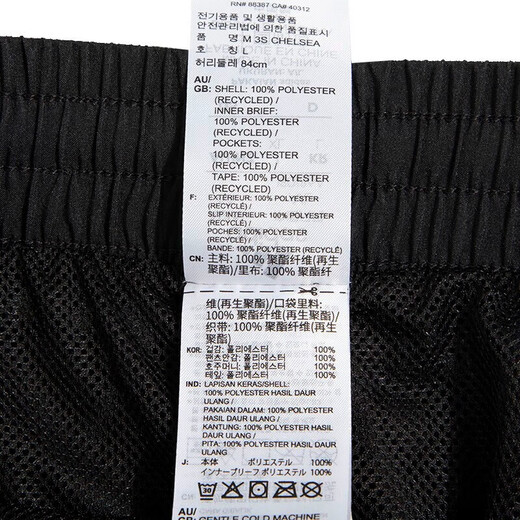 RN# 88387 CA# 40312
전기용품 및 생활용품
안전관리법에 의한 품질표시
품 명 M 3S CHELSEA
호 칭 L
허리둘레 84cm
AU/
GB: SHELL: 100% POLYESTER
(RECYCLED) /
INNER BRIEF:
100% POLYESTER
(RECYCLED) /
POCKETS:
100% POLYESTER
(RECYCLED) /
TAPE: 100% POLYESTER
(RECYCLED)
F: EXTÉRIEUR: 100% POLYESTER
(RECYCLÉ) /
SLIP INTERIEUR: 100% POLYESTER
(RECYCLÉ) /
POCHES: 100% POLYESTER
(RECYCLÉ) /
BANDE: 100% POLYESTER (RECYCLÉ)
CN: 主料: 100% 聚酯纤维(再
生聚酯)/里布: 100% 聚酯纤
维(再生聚酯)/口袋里料:
100% 聚酯纤维(再生聚酯)
/织带: 100% 聚酯纤维(再
生聚酯)
KOR: 겉감: 폴리에스터 100%
팬츠안감: 폴리에스터 100%
호주머니: 폴리에스터 100%
테잎: 폴리에스터 100%
IND: LAPISAN KERAS/SHELL:
100% POLYESTER HASIL DAUR
ULANG /
PAKAIAN DALAM: 100% POLYESTER
HASIL DAUR ULANG /
KANTUNG: 100% POLYESTER HASIL
DAUR ULANG /
PITA: 100% POLYESTER HASIL DAUR
ULANG
J: 本体 ポリエステル 100%
インナーブリーフ ポリエステル 100%
30
AU/
GB: GENTLE COLD MACHINE